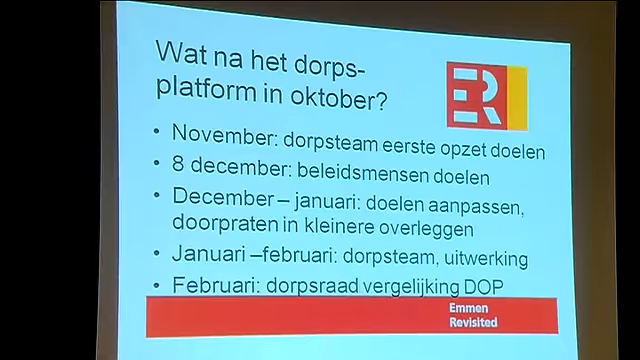 Wat na het dorps-
platform in oktober?
ER
• November: dorpsteam eerste opzet doelen
• 8 december: beleidsmensen doelen
• December – januari: doelen aanpassen,
doorpraten in kleinere overleggen
• Januari –februari: dorpsteam, uitwerking
• Februari: dorpsraad vergelijking DOP
Emmen
Revisited